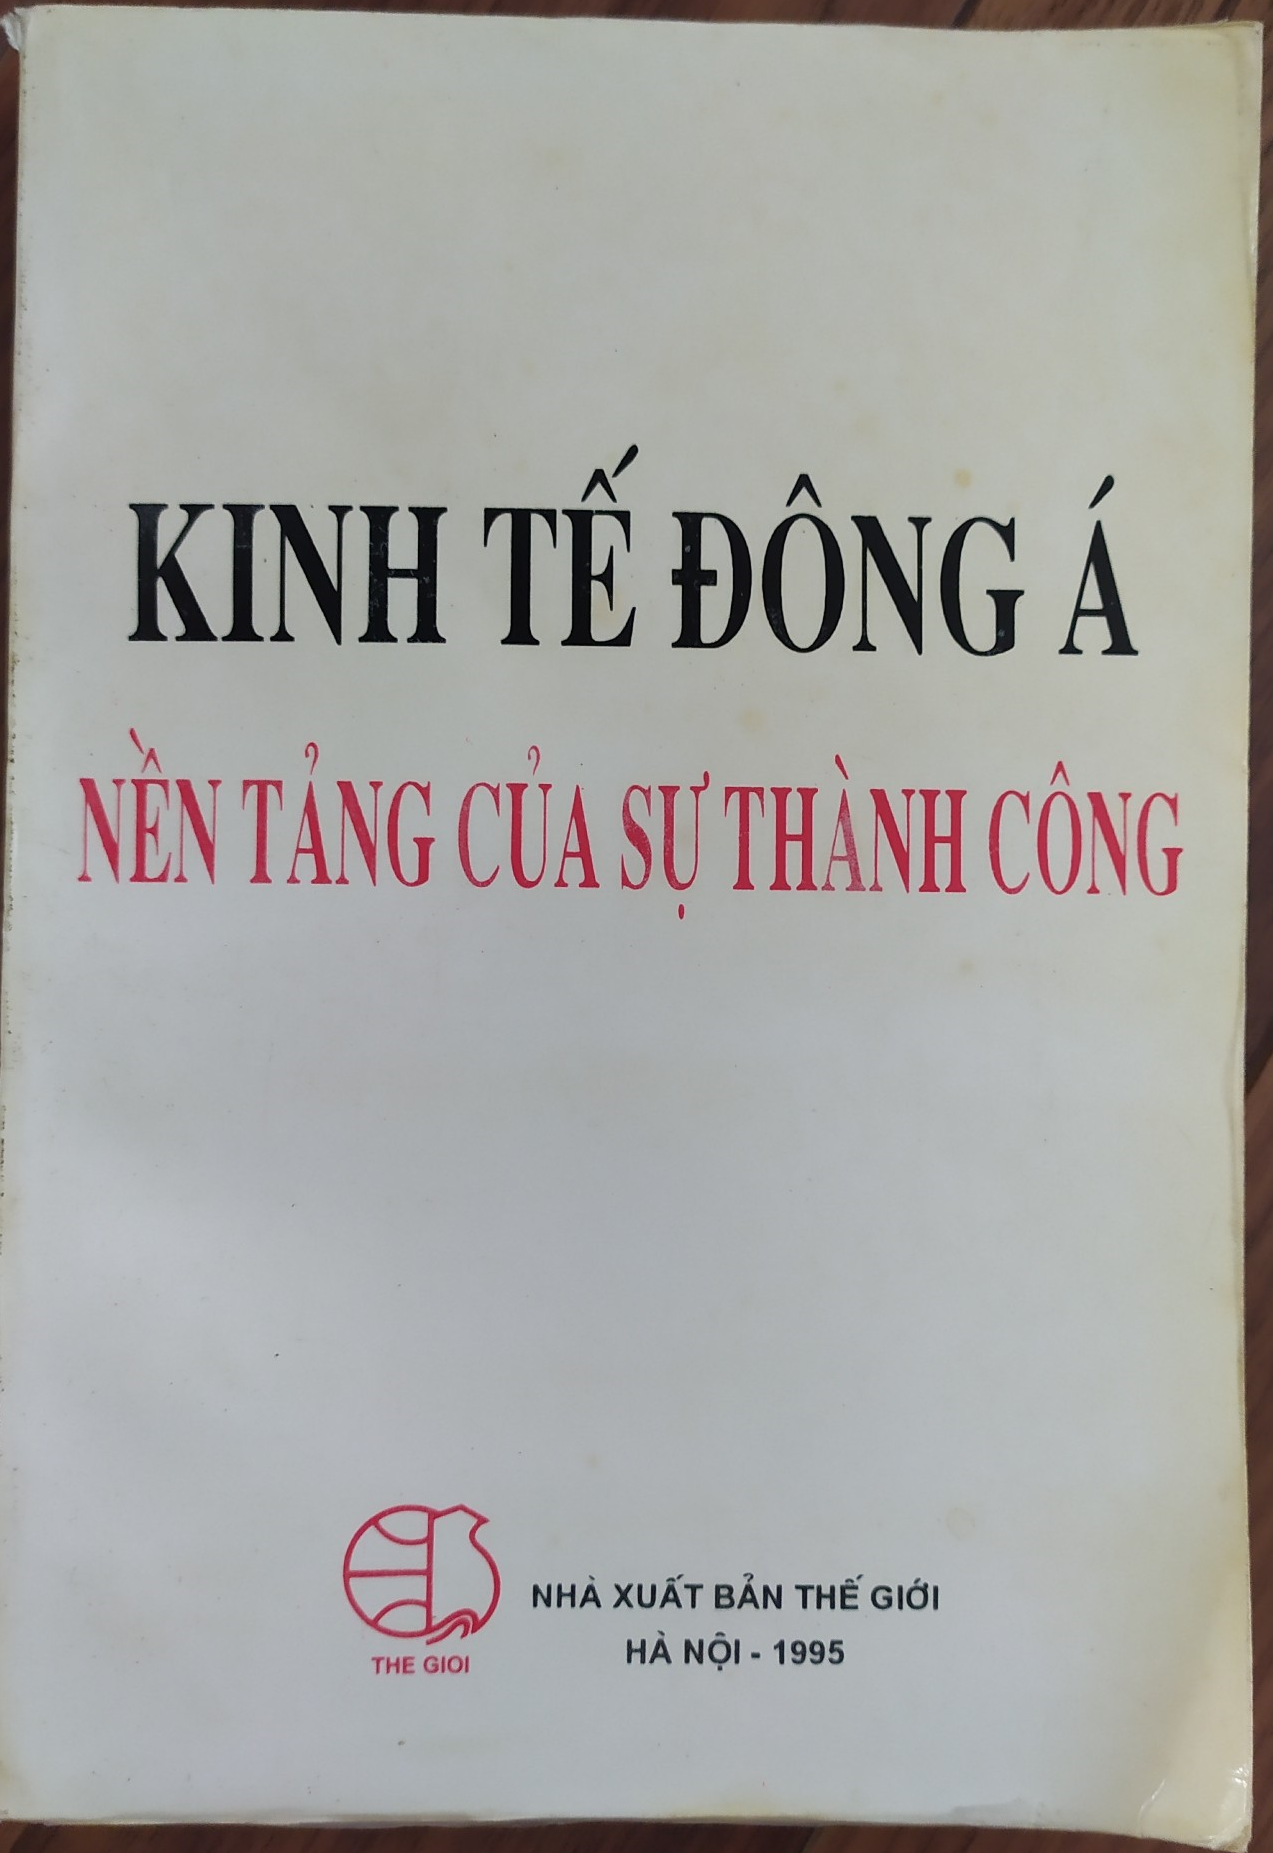 KINH TẾ ĐÔNG Á
NỀN TẢNG CỦA SỰ THÀNH CÔNG
THE GIOI
NHÀ XUẤT BẢN THẾ GIỚI
HÀ NỘI - 1995